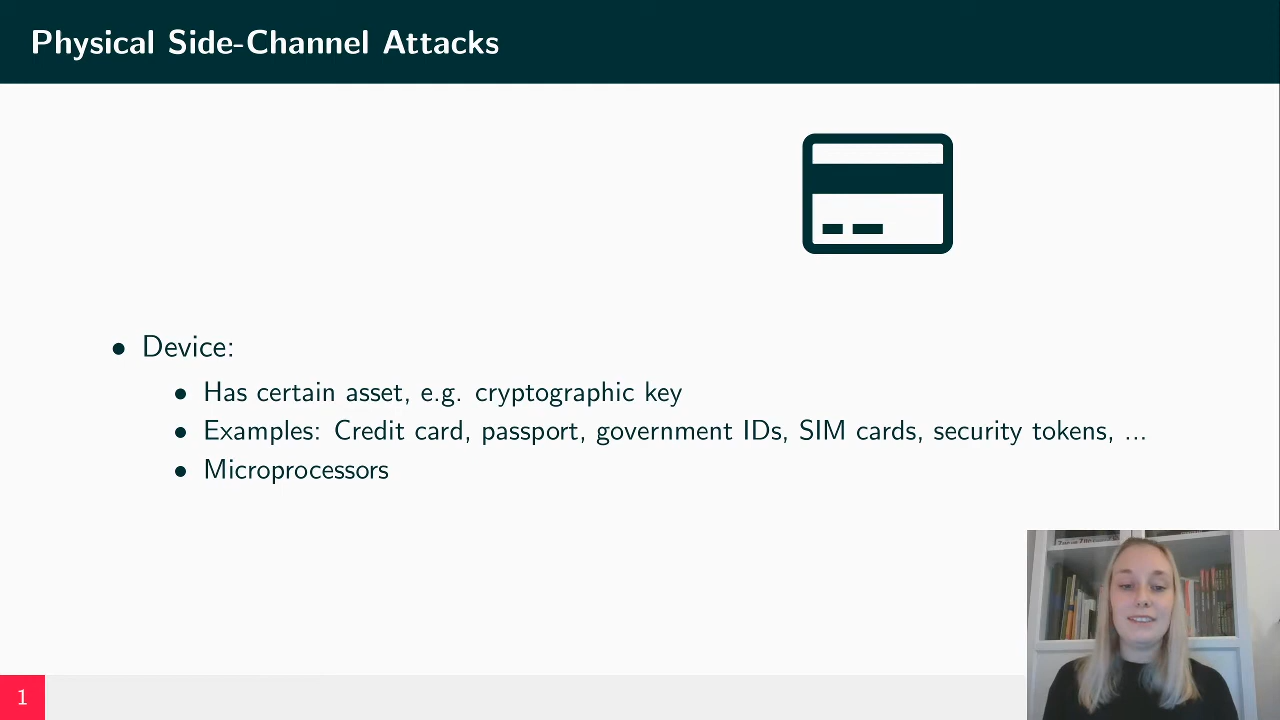 Physical Side-Channel Attacks
• Device:
• Has certain asset, e.g. cryptographic key
• Examples: Credit card, passport, government IDs, SIM cards, security tokens, ...
• Microprocessors
1